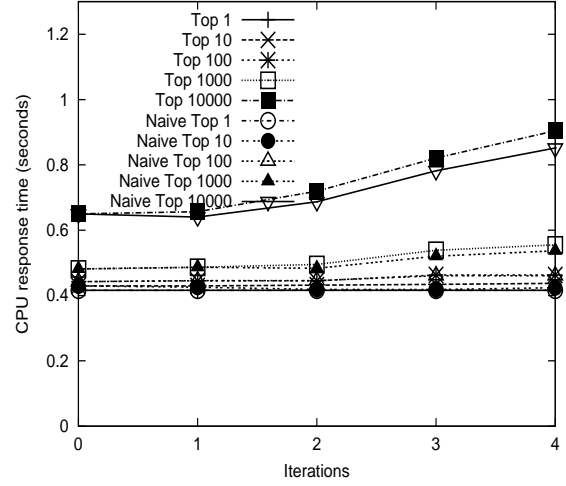 1.2
1
0.8
0.6
0.4
0.2
0
0
1
2
3
4
CPU response time (seconds)
Iterations
Top 1
Top 10
Top 100
Top 1000
Top 10000
Naive Top 1
Naive Top 10
Naive Top 100
Naive Top 1000
Naive Top 10000